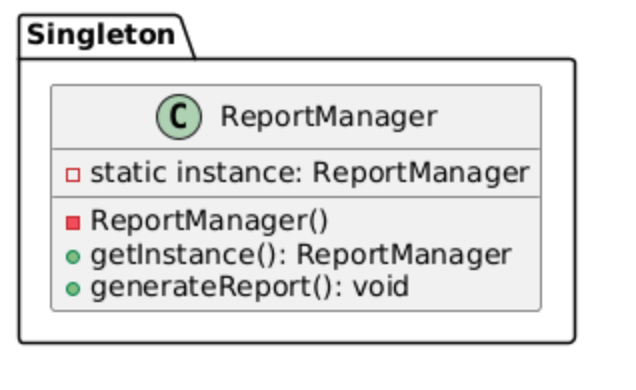 Singleton
C ReportManager
static instance: ReportManager
ReportManager()
getInstance(): ReportManager
generateReport(): void